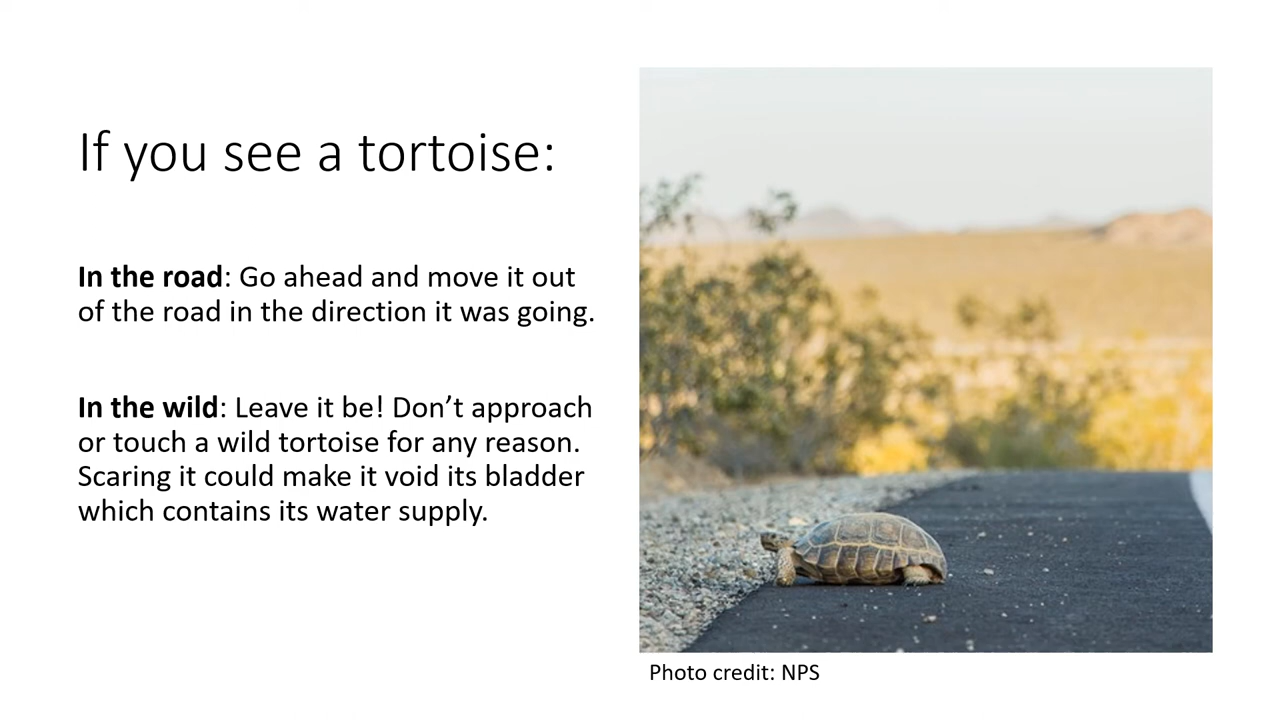 If you see a tortoise:
In the road: Go ahead and move it out
of the road in the direction it was going.
In the wild: Leave it be! Don’t approach
or touch a wild tortoise for any reason.
Scaring it could make it void its bladder
which contains its water supply.
Photo credit: NPS